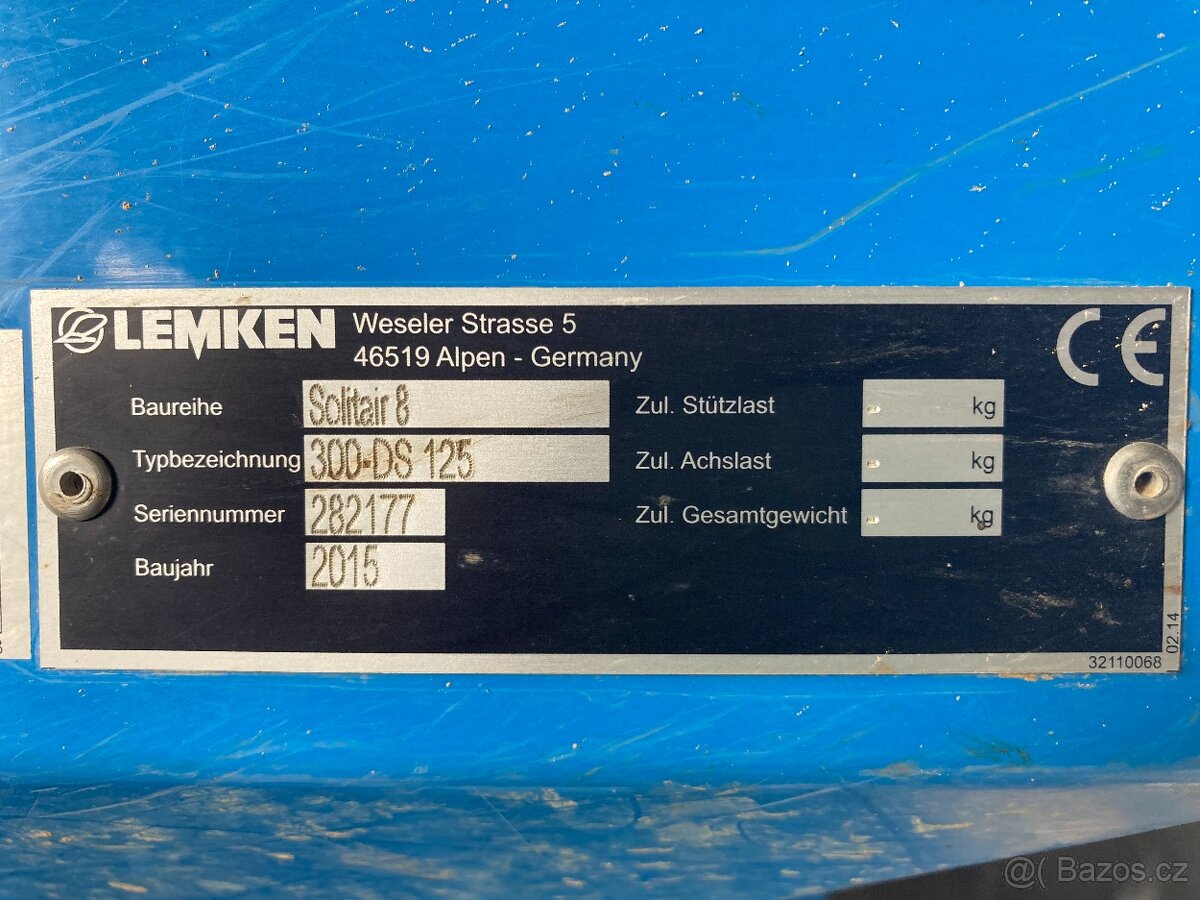 LEMKEN Weseler Strasse 5
46519 Alpen - Germany
CE
Baureihe Solitair 8 Zul. Stützlast - kg
Typbezeichnung 300-DS 125 Zul. Achslast - kg
Seriennummer 282177 Zul. Gesamtgewicht - kg
Baujahr 2015
02.14
32110068
@( Bazos.cz